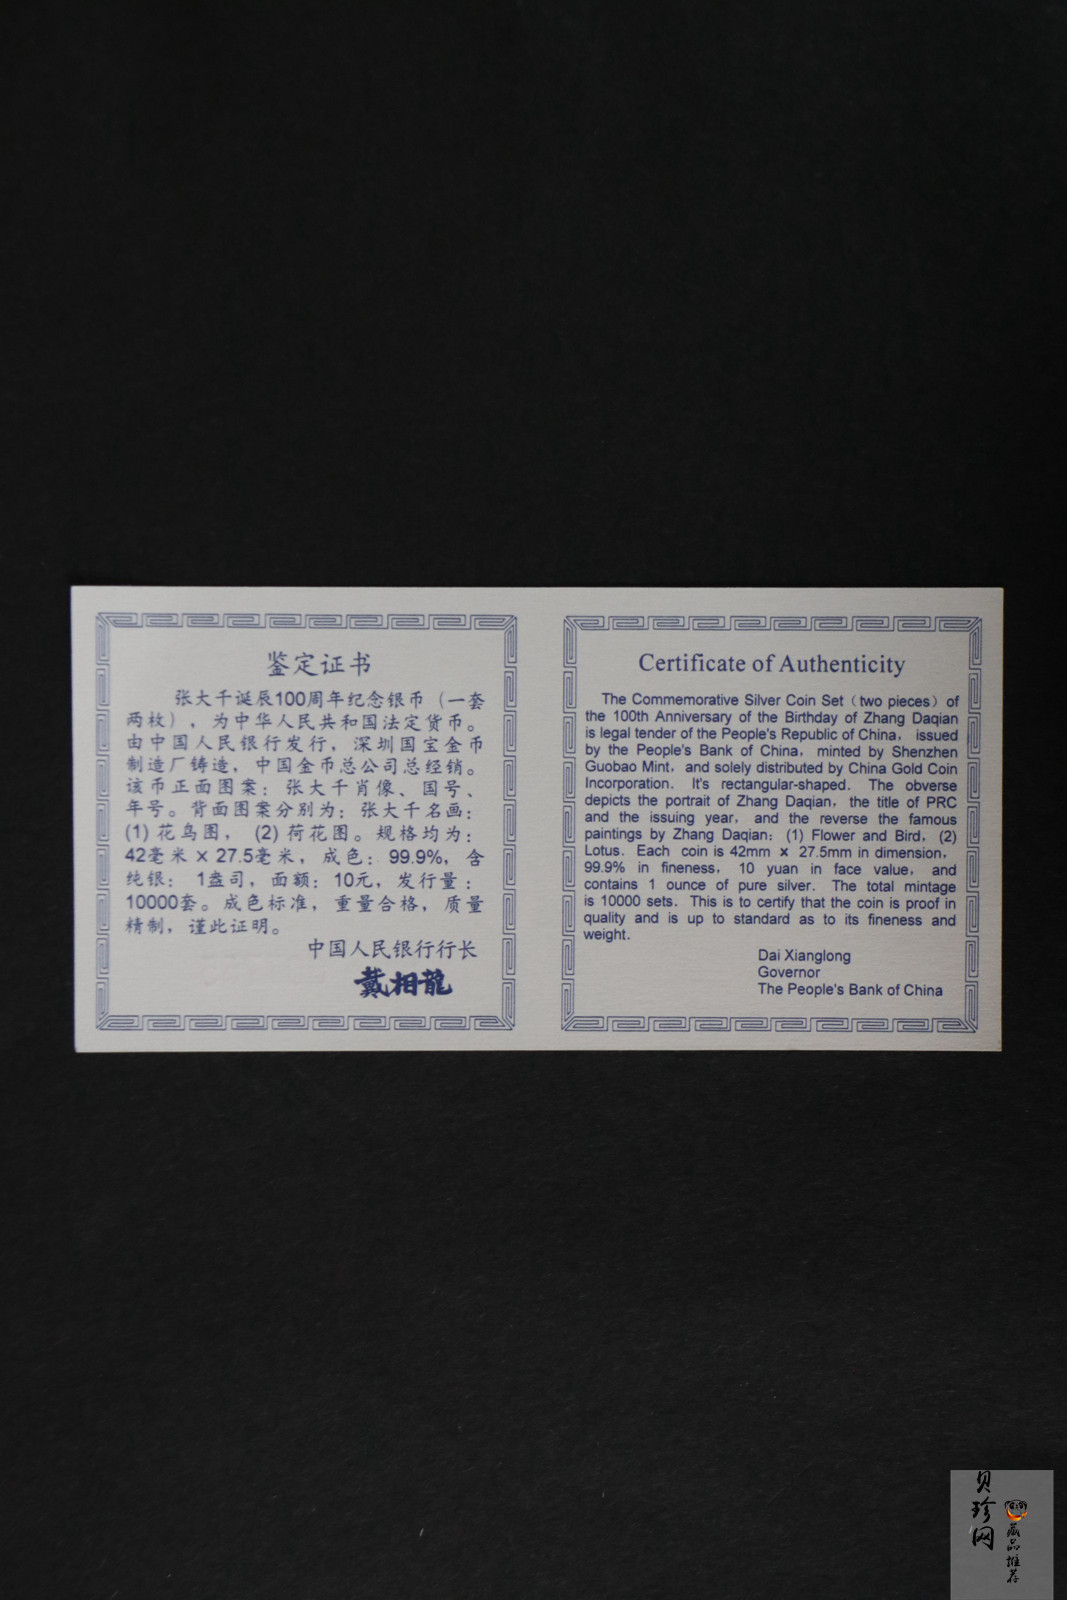 鉴定证书
张大千诞辰100周年纪念银币（一套
两枚），为中华人民共和国法定货币。
由中国人民银行发行，深圳国宝金币
制造厂铸造，中国金币总公司总经销。
该币正面图案：张大千肖像、国号、
年号。背面图案分别为：张大千名画：
(1) 花鸟图， (2) 荷花图。规格均为：
42毫米 × 27.5毫米，成色：99.9%，含
纯银： 1盎司，面额：10元，发行量：
10000套。成色标准，重量合格，质量
精制，谨此证明。
中国人民银行行长
戴相龍
Certificate of Authenticity
The Commemorative Silver Coin Set（two pieces）of
the 100th Anniversary of the Birthday of Zhang Daqian
is legal tender of the People's Republic of China， issued
by the People's Bank of China， minted by Shenzhen
Guobao Mint，and solely distributed by China Gold Coin
Incorporation. It's rectangular-shaped. The obverse
depicts the portrait of Zhang Daqian， the title of PRC
and the issuing year， and the reverse the famous
paintings by Zhang Daqian：(1) Flower and Bird，(2)
Lotus. Each coin is 42mm × 27.5mm in dimension，
99.9% in fineness， 10 yuan in face value， and
contains 1 ounce of pure silver. The total mintage
is 10000 sets. This is to certify that the coin is proof in
quality and is up to standard as to its fineness and
weight.
Dai Xianglong
Governor
The People's Bank of China
贝珍网
藏品推荐